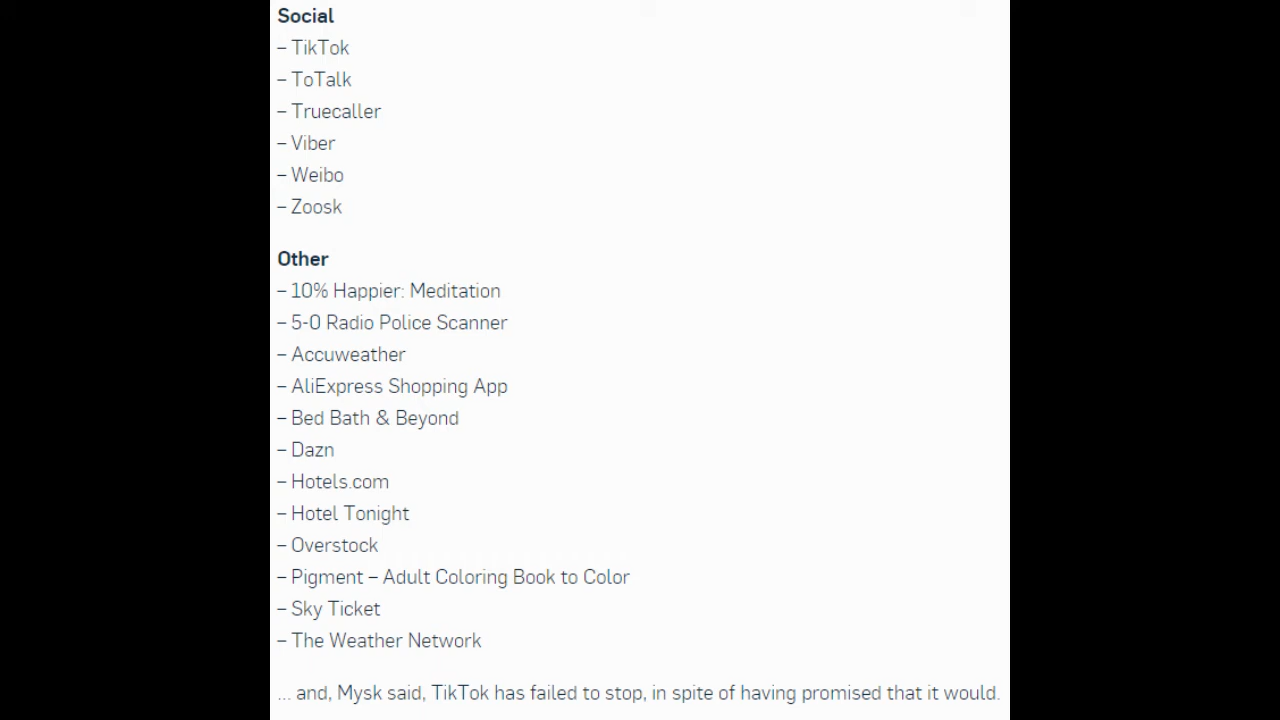 Social
– TikTok
– ToTalk
– Truecaller
– Viber
– Weibo
– Zoosk
Other
– 10% Happier: Meditation
– 5-0 Radio Police Scanner
– Accuweather
– AliExpress Shopping App
– Bed Bath & Beyond
– Dazn
– Hotels.com
– Hotel Tonight
– Overstock
– Pigment – Adult Coloring Book to Color
– Sky Ticket
– The Weather Network
... and, Mysk said, TikTok has failed to stop, in spite of having promised that it would.